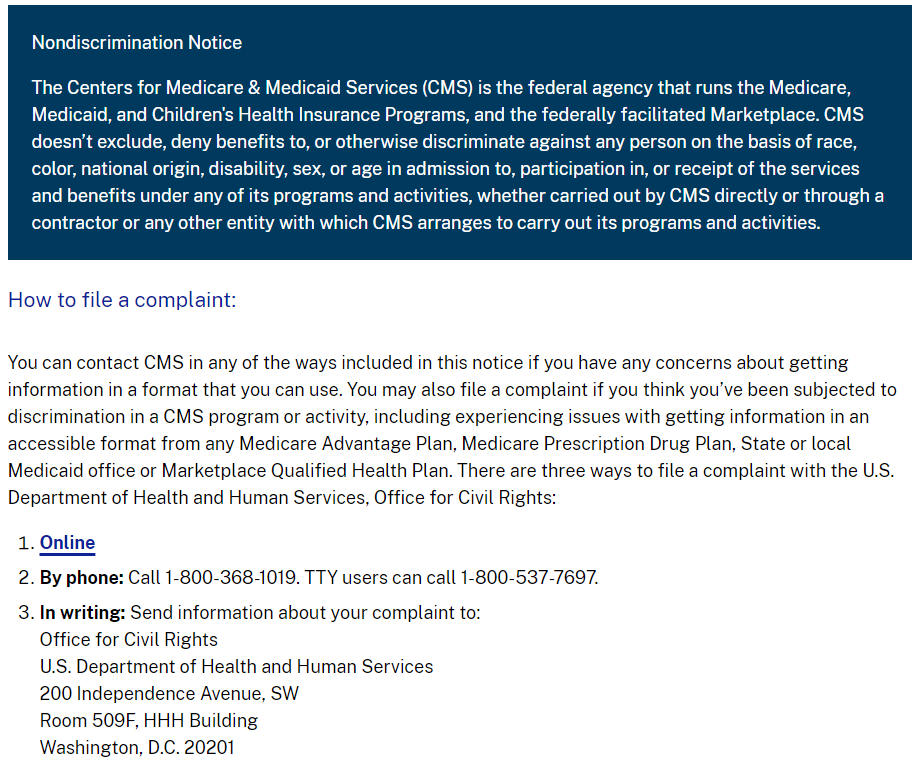 Nondiscrimination Notice
The Centers for Medicare & Medicaid Services (CMS) is the federal agency that runs the Medicare,
Medicaid, and Children's Health Insurance Programs, and the federally facilitated Marketplace. CMS
doesn’t exclude, deny benefits to, or otherwise discriminate against any person on the basis of race,
color, national origin, disability, sex, or age in admission to, participation in, or receipt of the services
and benefits under any of its programs and activities, whether carried out by CMS directly or through a
contractor or any other entity with which CMS arranges to carry out its programs and activities.
How to file a complaint:
You can contact CMS in any of the ways included in this notice if you have any concerns about getting
information in a format that you can use. You may also file a complaint if you think you’ve been subjected to
discrimination in a CMS program or activity, including experiencing issues with getting information in an
accessible format from any Medicare Advantage Plan, Medicare Prescription Drug Plan, State or local
Medicaid office or Marketplace Qualified Health Plan. There are three ways to file a complaint with the U.S.
Department of Health and Human Services, Office for Civil Rights:
1. Online
2. By phone: Call 1-800-368-1019. TTY users can call 1-800-537-7697.
3. In writing: Send information about your complaint to:
Office for Civil Rights
U.S. Department of Health and Human Services
200 Independence Avenue, SW
Room 509F, HHH Building
Washington, D.C. 20201